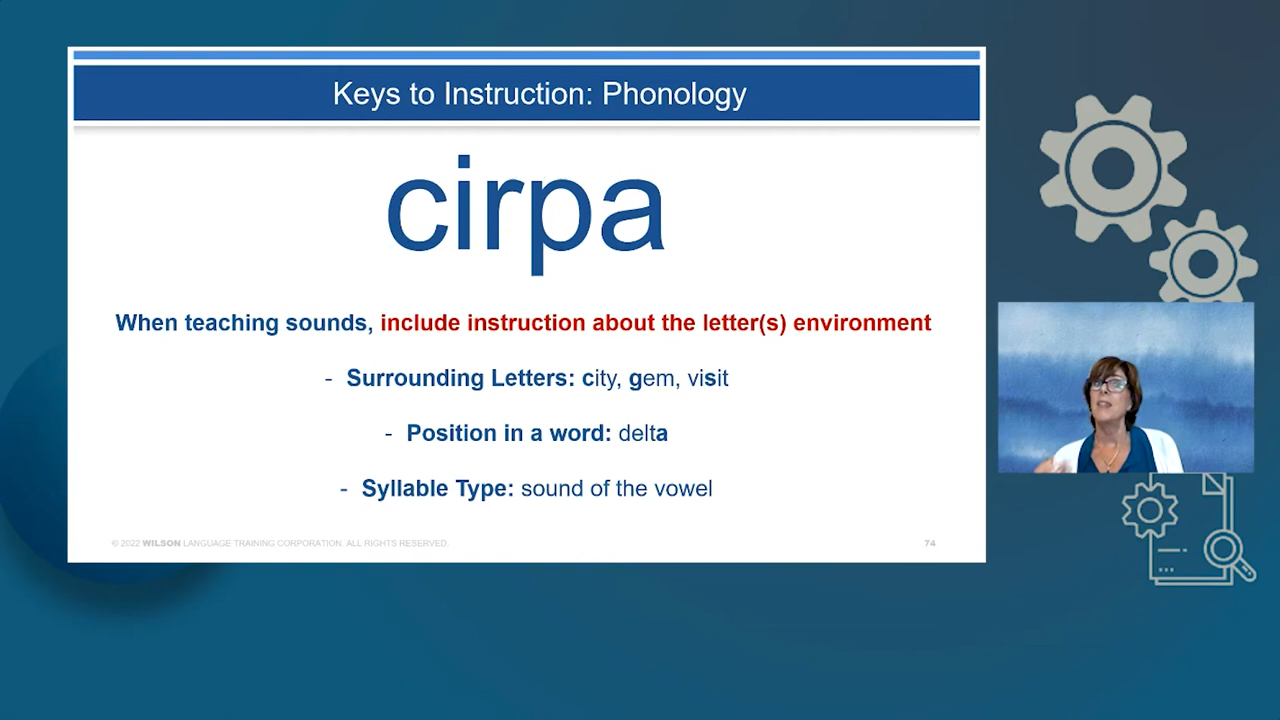 Keys to Instruction: Phonology
cirpa
When teaching sounds, include instruction about the letter(s) environment
- Surrounding Letters: city, gem, visit
- Position in a word: delta
- Syllable Type: sound of the vowel
© 2022 WILSON LANGUAGE TRAINING CORPORATION. ALL RIGHTS RESERVED.
74